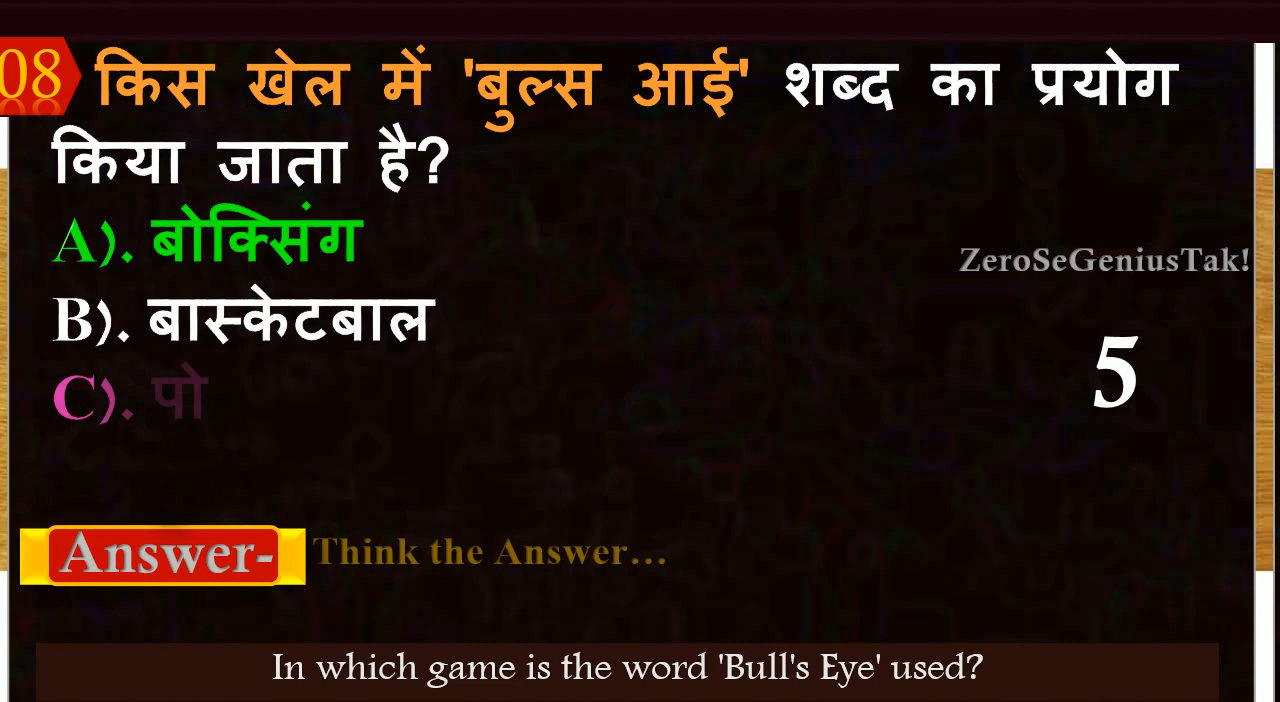 08 किस खेल में 'बुल्स आई' शब्द का प्रयोग
किया जाता है?
A). बोक्सिंग
ZeroSeGeniusTak!
B). बास्केटबाल
5
C). पो
Answer- Think the Answer...
In which game is the word 'Bull's Eye' used?